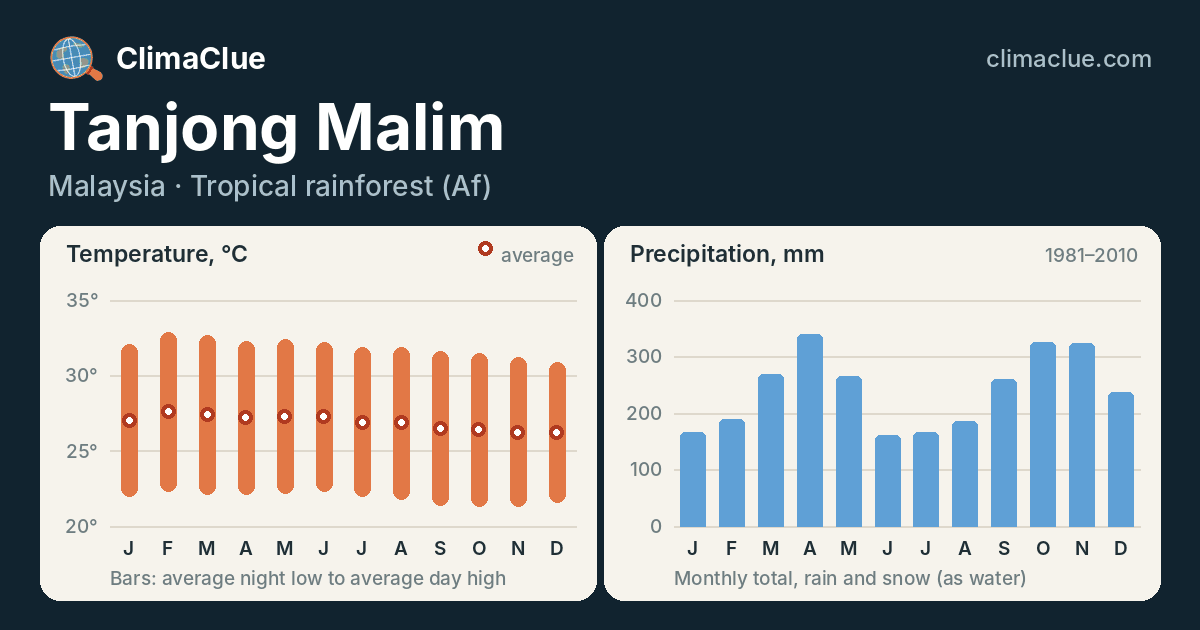 ClimaClue
climaclue.com
Tanjong Malim
Malaysia · Tropical rainforest (Af)
Temperature, °C
average
35°
30°
25°
20°
J F M A M J J A S O N D
Bars: average night low to average day high
Precipitation, mm
1981–2010
400
300
200
100
0
J F M A M J J A S O N D
Monthly total, rain and snow (as water)